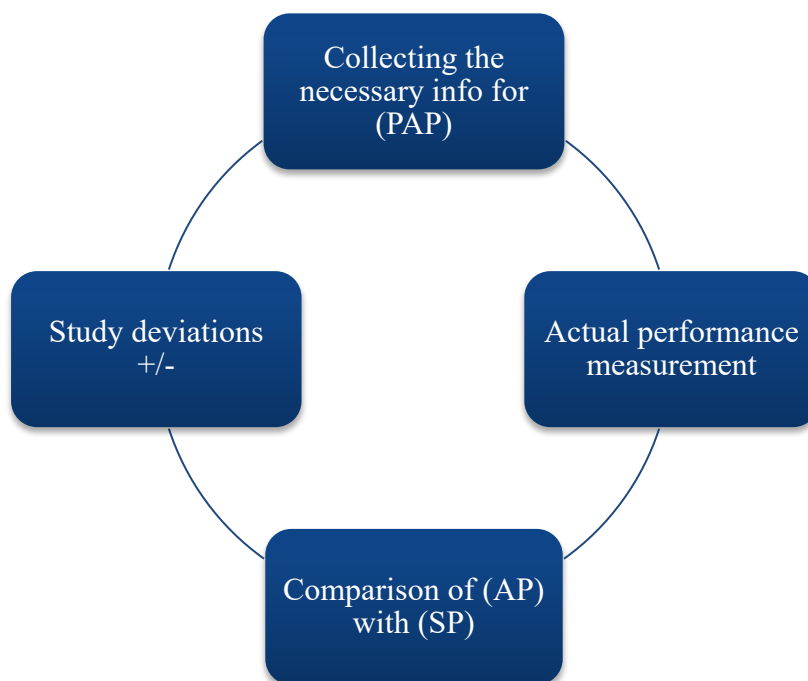 Collecting the
necessary info for
(PAP)
Actual performance
measurement
Comparison of (AP)
with (SP)
Study deviations
+/-